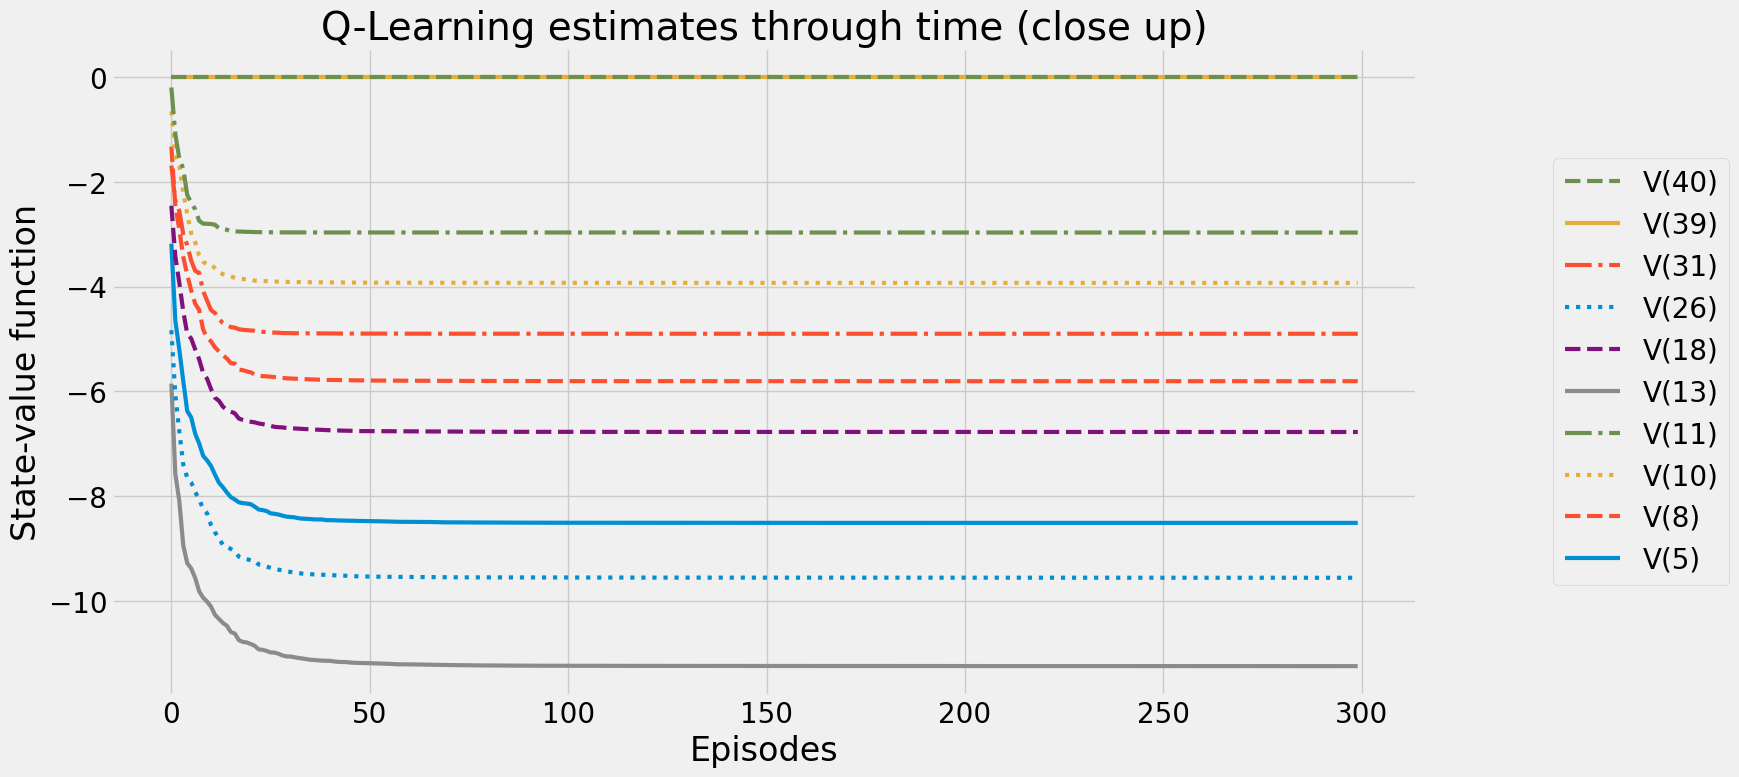 Q-Learning estimates through time (close up)
State-value function
0
−2
−4
−6
−8
−10
0
50
100
150
200
250
300
Episodes
V(40)
V(39)
V(31)
V(26)
V(18)
V(13)
V(11)
V(10)
V(8)
V(5)